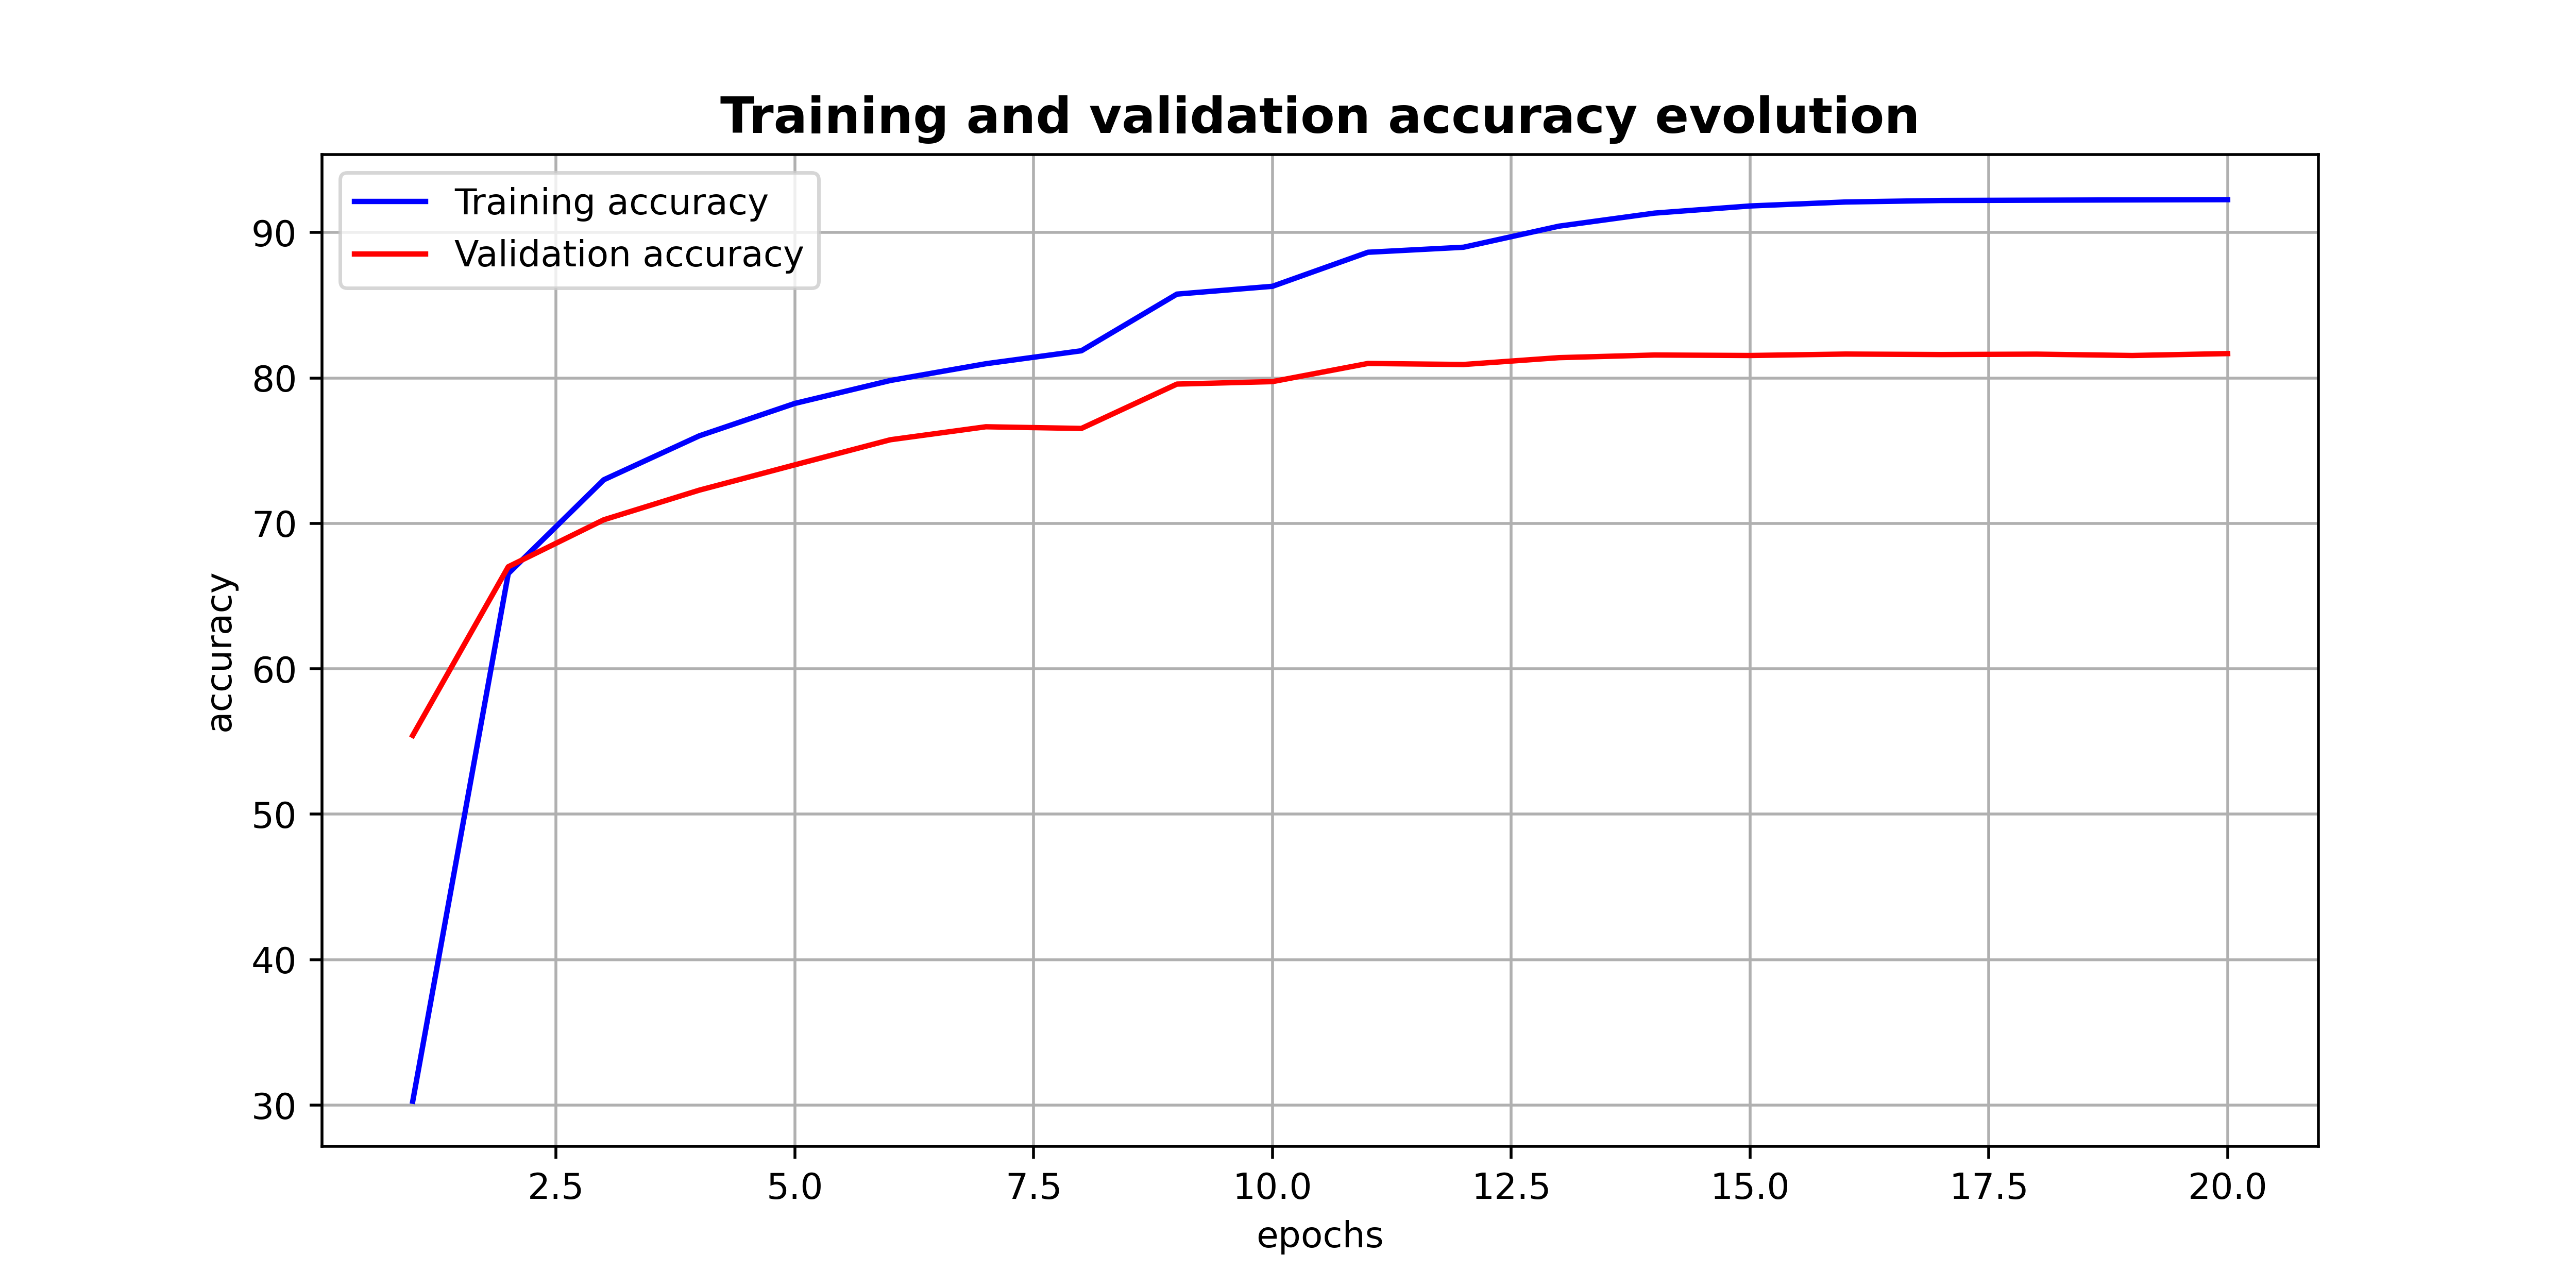 Training and validation accuracy evolution
Training accuracy
Validation accuracy
accuracy
90
80
70
60
50
40
30
2.5 5.0 7.5 10.0 12.5 15.0 17.5 20.0
epochs